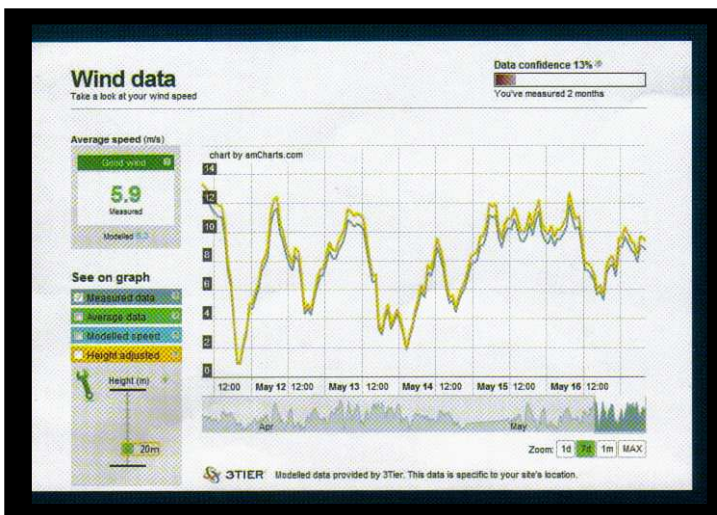 Wind data
Take a look at your wind speed
Data confidence 13%
You've measured 2 months
Average speed (m/s)
Good wind
5.9
Measured
Modelled
chart by amCharts.com
14
12
10
8
6
4
2
0
12:00 May 12 12:00 May 13 12:00 May 14 12:00 May 15 12:00 May 16 12:00
See on graph
Measured data
Average data
Modelled speed
Height adjusted
Height (m)
20m
Apr May
Zoom: 1d 7d 1m MAX
3TIER Modelled data provided by 3Tier. This data is specific to your site's location.